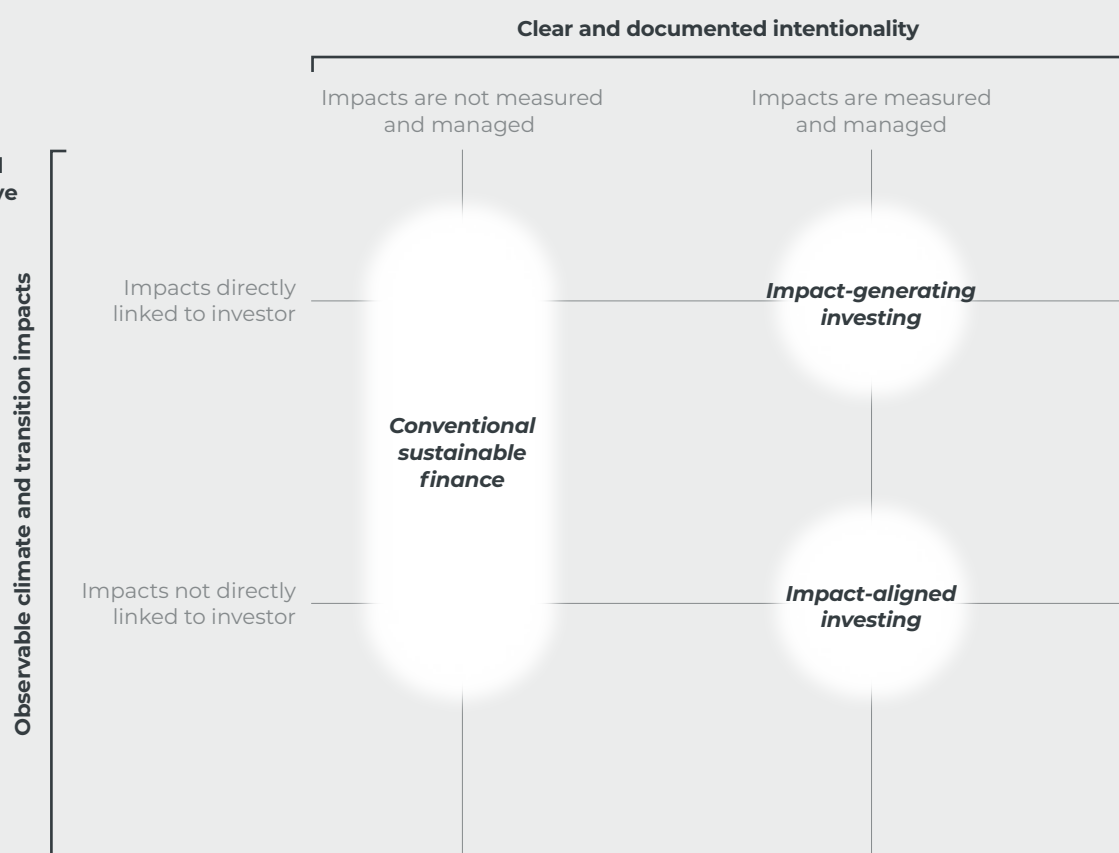 Clear and documented intentionality
Impacts are not measured
and managed
Impacts are measured
and managed
Observable climate and transition impacts
Impacts directly
linked to investor
Impact-generating
investing
Conventional
sustainable
finance
Impacts not directly
linked to investor
Impact-aligned
investing